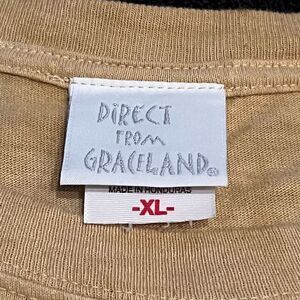 DiRECT
FROM
GRACELAND®
MADE IN HONDURAS
-XL-